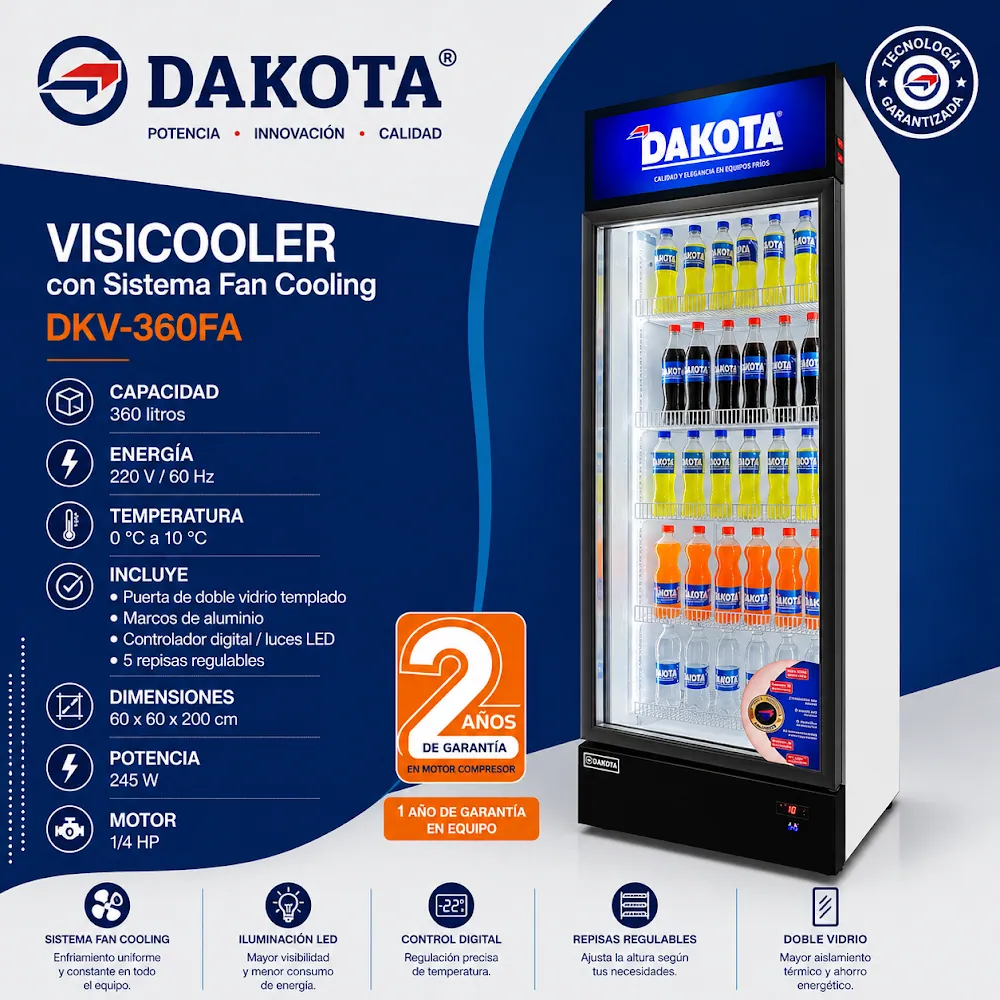 DAKOTA®
POTENCIA • INNOVACIÓN • CALIDAD
TECNOLOGÍA
GARANTIZADA
DAKOTA®
CALIDAD Y ELEGANCIA EN EQUIPOS FRÍOS
VISICOOLER
con Sistema Fan Cooling
DKV-360FA
CAPACIDAD
360 litros
ENERGÍA
220 V / 60 Hz
TEMPERATURA
0 °C a 10 °C
INCLUYE
• Puerta de doble vidrio templado
• Marcos de aluminio
• Controlador digital / luces LED
• 5 repisas regulables
DIMENSIONES
60 x 60 x 200 cm
POTENCIA
245 W
MOTOR
1/4 HP
2 AÑOS
DE GARANTÍA
EN MOTOR COMPRESOR
1 AÑO DE GARANTÍA
EN EQUIPO
DAKOTA
DAKOTA
DAKOTA
DAKOTA
10
SISTEMA FAN COOLING
Enfriamiento uniforme
y constante en todo
el equipo.
ILUMINACIÓN LED
Mayor visibilidad
y menor consumo
de energía.
-22°
CONTROL DIGITAL
Regulación precisa
de temperatura.
REPISAS REGULABLES
Ajusta la altura según
tus necesidades.
DOBLE VIDRIO
Mayor aislamiento
térmico y ahorro
energético.